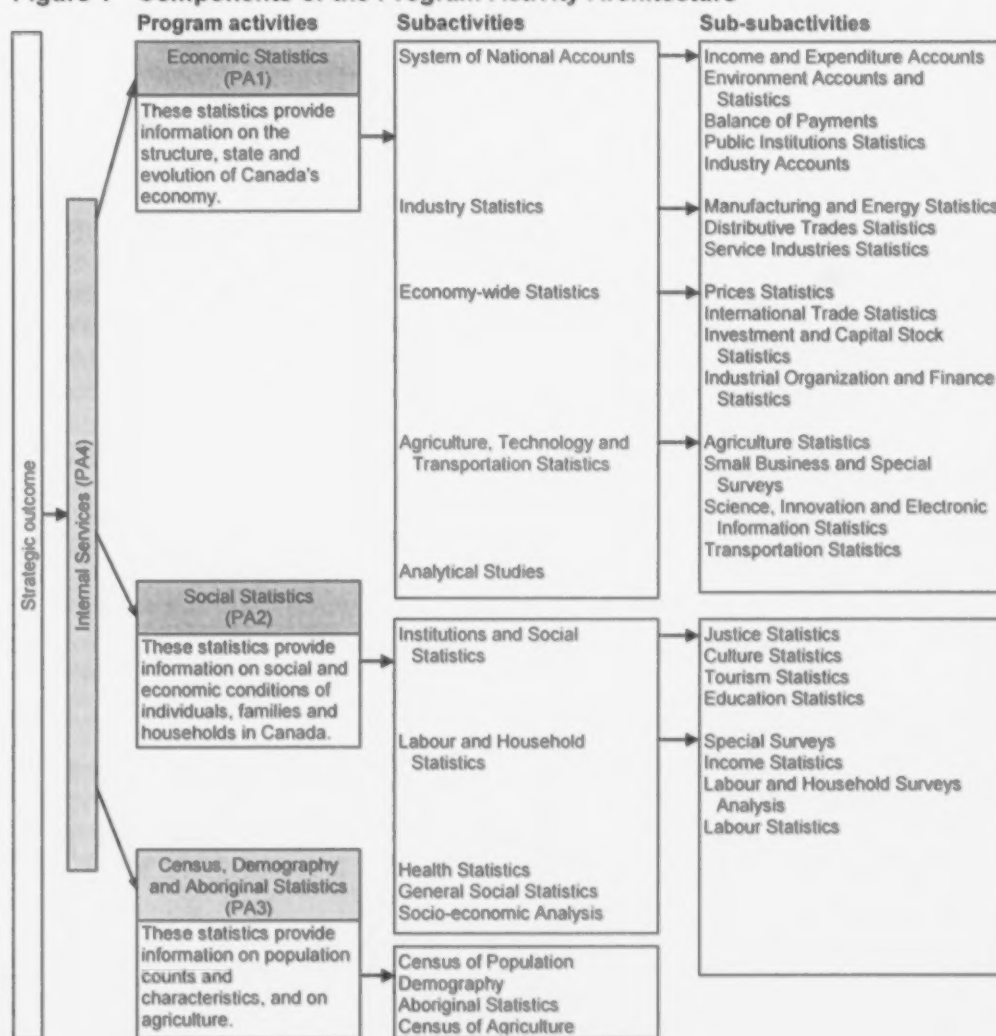 Figure 1 Components of the Program Activity Architecture
Program activities
Subactivities
Sub-subactivities
Strategic outcome
Internal Services (PA4)
Economic Statistics
(PA1)
These statistics provide
information on the
structure, state and
evolution of Canada's
economy.
System of National Accounts
Income and Expenditure Accounts
Environment Accounts and
Statistics
Balance of Payments
Public Institutions Statistics
Industry Accounts
Industry Statistics
Manufacturing and Energy Statistics
Distributive Trades Statistics
Service Industries Statistics
Economy-wide Statistics
Prices Statistics
International Trade Statistics
Investment and Capital Stock
Statistics
Industrial Organization and Finance
Statistics
Agriculture, Technology and
Transportation Statistics
Agriculture Statistics
Small Business and Special
Surveys
Science, Innovation and Electronic
Information Statistics
Transportation Statistics
Analytical Studies
Social Statistics
(PA2)
These statistics provide
information on social and
economic conditions of
individuals, families and
households in Canada.
Institutions and Social
Statistics
Justice Statistics
Culture Statistics
Tourism Statistics
Education Statistics
Labour and Household
Statistics
Special Surveys
Income Statistics
Labour and Household Surveys
Analysis
Labour Statistics
Health Statistics
General Social Statistics
Socio-economic Analysis
Census, Demography
and Aboriginal Statistics
(PA3)
These statistics provide
information on population
counts and
characteristics, and on
agriculture.
Census of Population
Demography
Aboriginal Statistics
Census of Agriculture